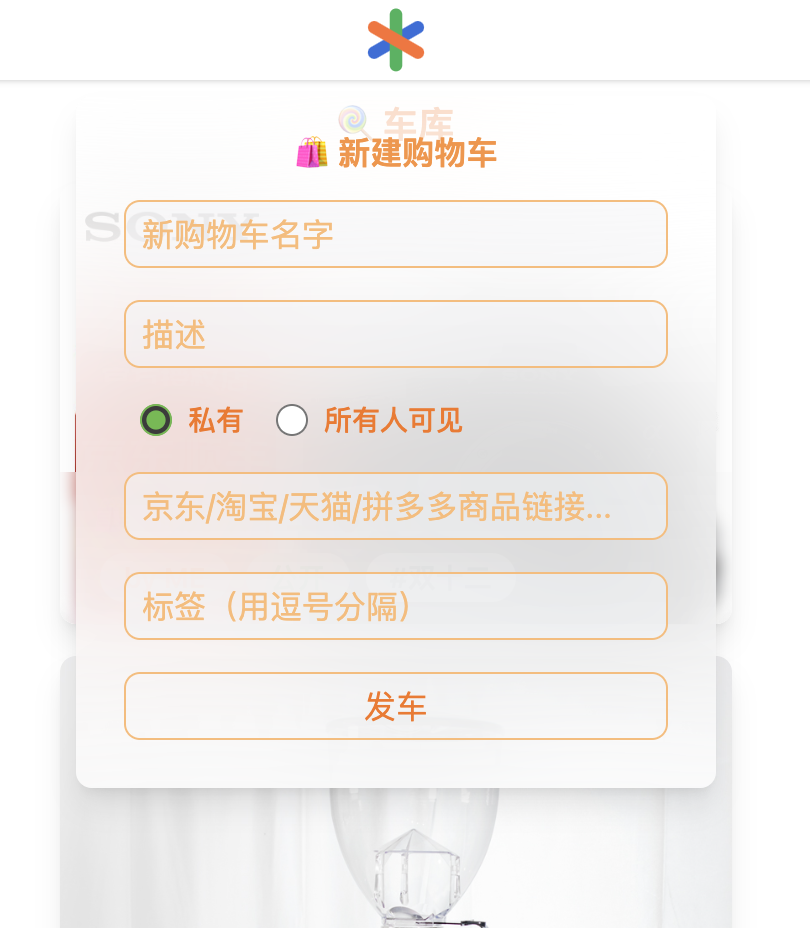 车库
新建购物车
SONY
新购物车名字
描述
私有 所有人可见
京东/淘宝/天猫/拼多多商品链接...
标签（用逗号分隔）
发车